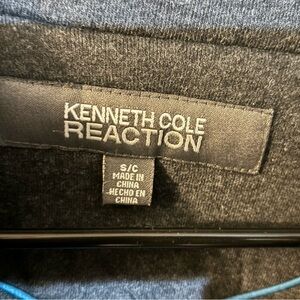 KENNETH COLE
REACTION
S/C
MADE IN
CHINA
HECHO EN
CHINA